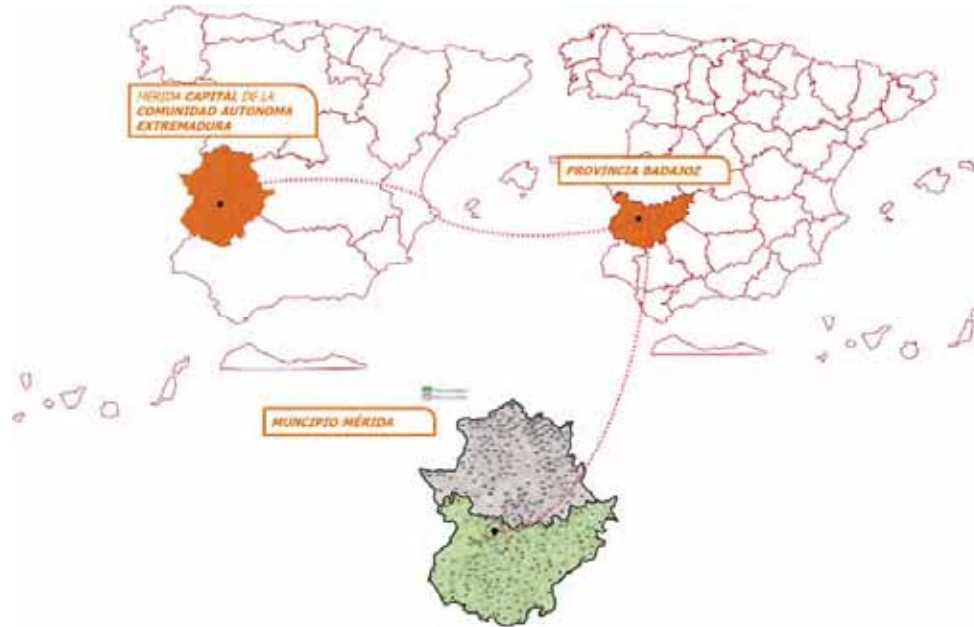 MÉRIDA CAPITAL DE LA
COMUNIDAD AUTONOMA
EXTREMADURA
PROVINCIA BADAJOZ
MUNCIPIO MÉRIDA